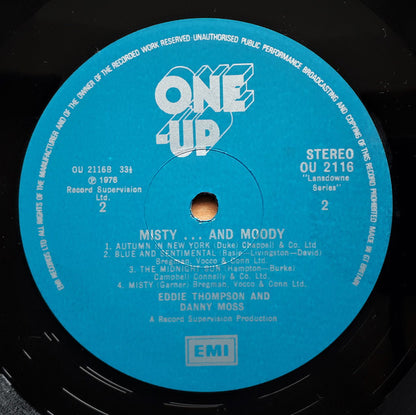 EMI RECORDS LTD ALL RIGHTS OF THE MANUFACTURER AND OF THE OWNER OF THE RECORDED WORK RESERVED · UNAUTHORISED PUBLIC PERFORMANCE BROADCASTING AND COPYING OF THIS RECORD PROHIBITED MADE IN GT BRITAIN
ONE
-UP
OU 2116B 33⅓
℗ 1976
Record Supervision
Ltd.
2
STEREO
OU 2116
"Lansdowne
Series"
2
MISTY ... AND MOODY
1. AUTUMN IN NEW YORK (Duke) Chappell & Co. Ltd
2. BLUE AND SENTIMENTAL (Basie-Livingston-David)
Bregman, Vocco & Conn Ltd.
3. THE MIDNIGHT SUN (Hampton-Burke)
Campbell Connelly & Co. Ltd.
4. MISTY (Garner) Bregman, Vocco & Conn Ltd.
EDDIE THOMPSON AND
DANNY MOSS
A Record Supervision Production
EMI